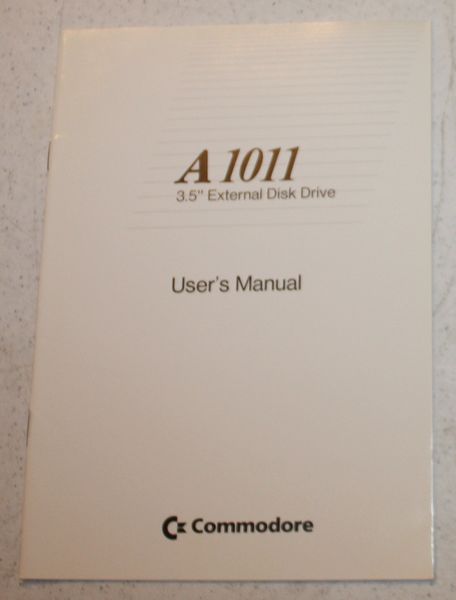 A 1011
3.5" External Disk Drive
User's Manual
Commodore